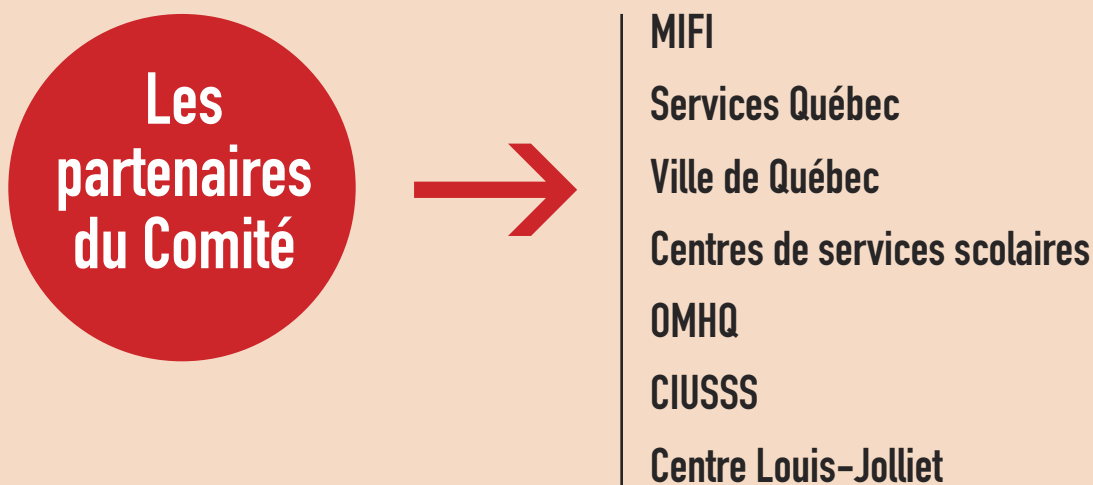 Les
partenaires
du Comité
MIFI
Services Québec
Ville de Québec
Centres de services scolaires
OMHQ
CIUSSS
Centre Louis-Jolliet